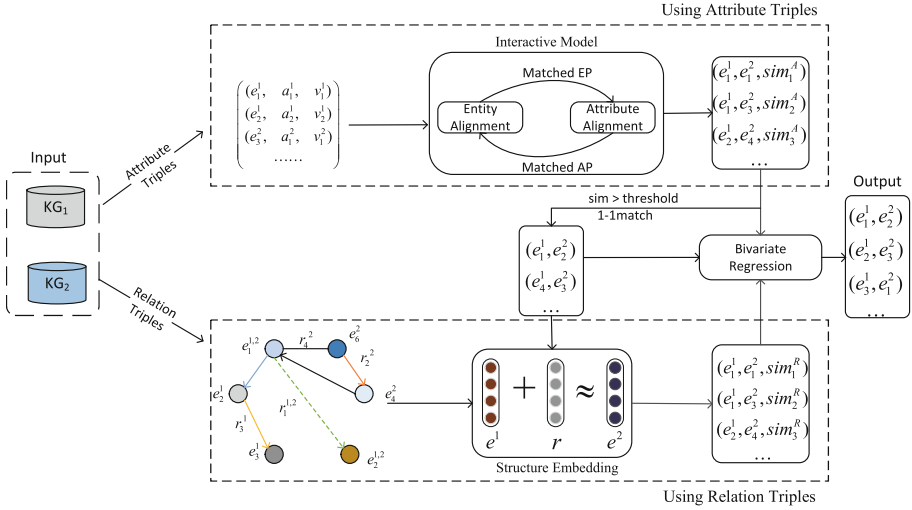 Using Attribute Triples
Interactive Model
Matched EP
Entity Alignment
Attribute Alignment
Matched AP
(e₁¹, a₁¹, v₁¹)
(e₂¹, a₂¹, v₂¹)
(e₃², a₁², v₁²)
……
(e₁¹, e₁², sim₁ᴬ)
(e₁¹, e₃², sim₂ᴬ)
(e₂¹, e₄², sim₃ᴬ)
...
Input
KG₁
KG₂
Attribute Triples
Relation Triples
sim > threshold
1-1match
(e₁¹, e₂²)
(e₄¹, e₃²)
...
Bivariate Regression
Output
(e₁¹, e₂²)
(e₂¹, e₃²)
(e₃¹, e₁²)
...
e₁¹,²
r₄²
e₆²
r₂²
e₂¹
r₃¹
r₁¹,²
e₄²
e₃¹
e₂¹,²
+
≈
e¹
r
e²
Structure Embedding
(e₁¹, e₁², sim₁ᴿ)
(e₁¹, e₃², sim₂ᴿ)
(e₂¹, e₄², sim₃ᴿ)
...
Using Relation Triples